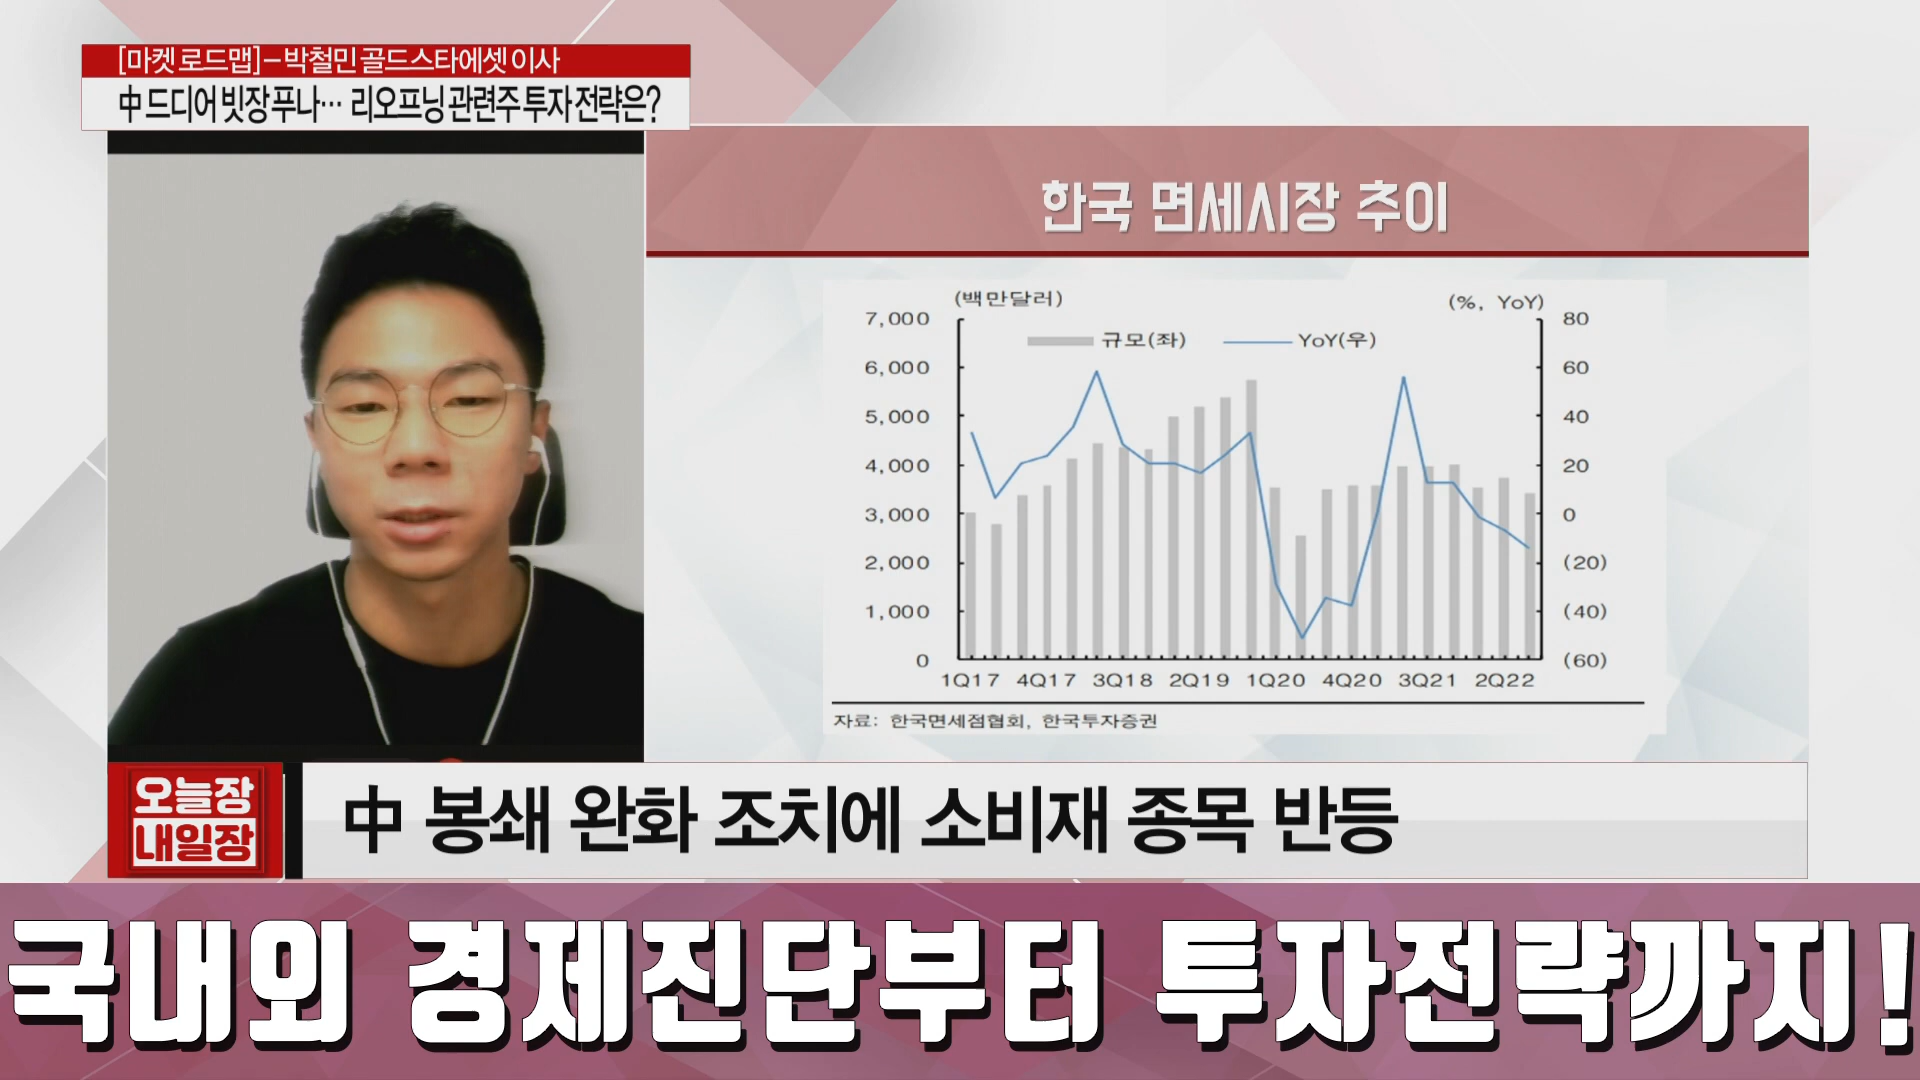 [마켓 로드맵] – 박철민 골드스타에셋 이사
中 드디어 빗장 푸나… 리오프닝 관련주 투자 전략은?
한국 면세시장 추이
(백만달러) (%, YoY)
규모(좌) YoY(우)
7,000 80
6,000 60
5,000 40
4,000 20
3,000 0
2,000 (20)
1,000 (40)
0 (60)
1Q17 4Q17 3Q18 2Q19 1Q20 4Q20 3Q21 2Q22
자료: 한국면세점협회, 한국투자증권
오늘장
내일장
中 봉쇄 완화 조치에 소비재 종목 반등
국내외 경제진단부터 투자전략까지!